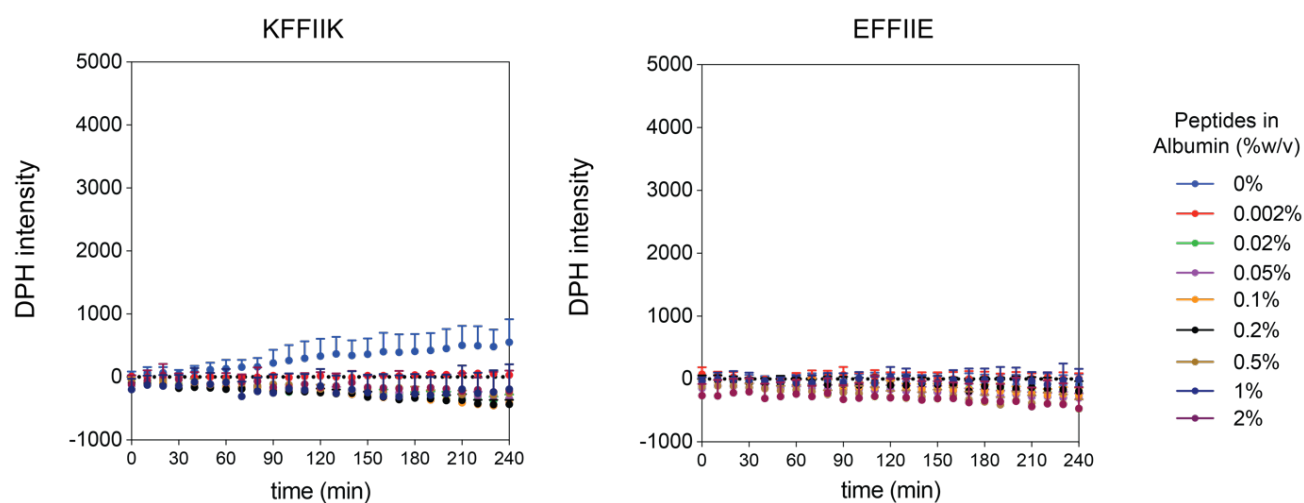 KFFIIK
5000
4000
3000
2000
1000
0
-1000
DPH intensity
0 30 60 90 120 150 180 210 240
time (min)
EFFIIE
5000
4000
3000
2000
1000
0
-1000
DPH intensity
0 30 60 90 120 150 180 210 240
time (min)
Peptides in
Albumin (%w/v)
0%
0.002%
0.02%
0.05%
0.1%
0.2%
0.5%
1%
2%